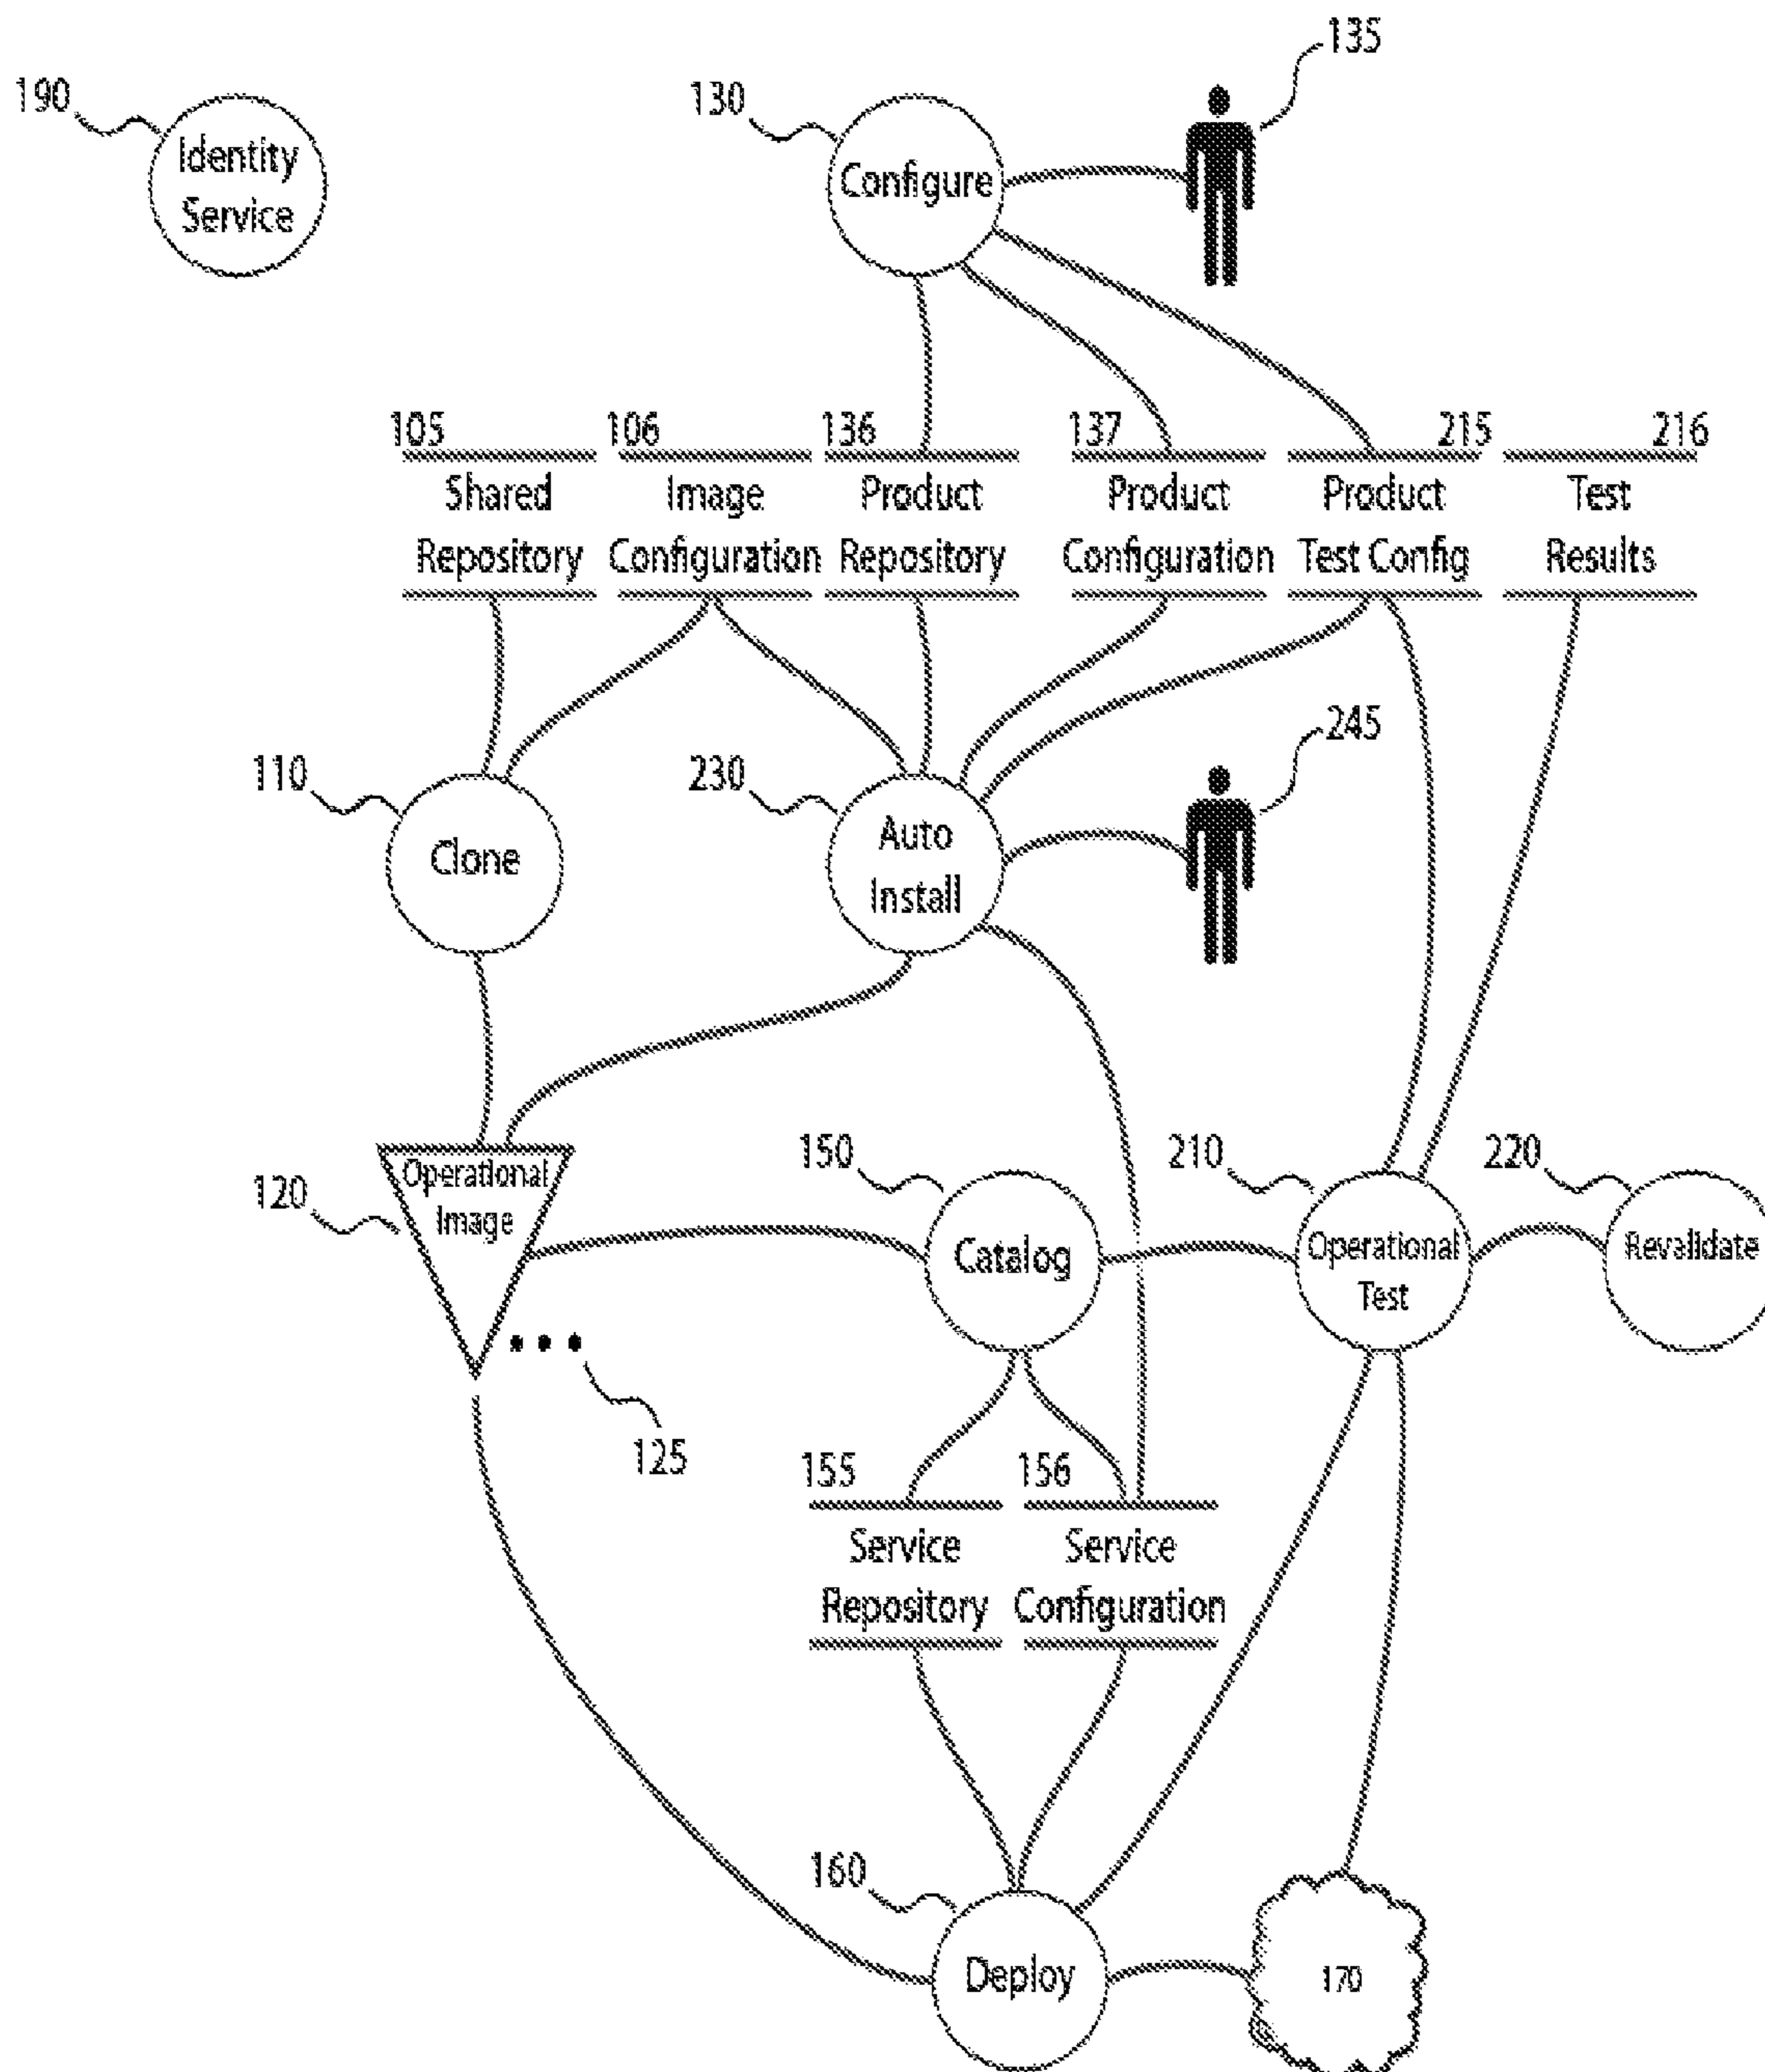 135
190
130
Identity
Service
Configure
105
106
136
137
215
216
Shared
Repository
Image
Configuration
Product
Repository
Product
Configuration
Product
Test Config
Test
Results
245
110
230
Clone
Auto
Install
150
210
220
120
Operational
Image
Catalog
Operational
Test
Revalidate
125
155
156
Service
Repository
Service
Configuration
160
Deploy
170